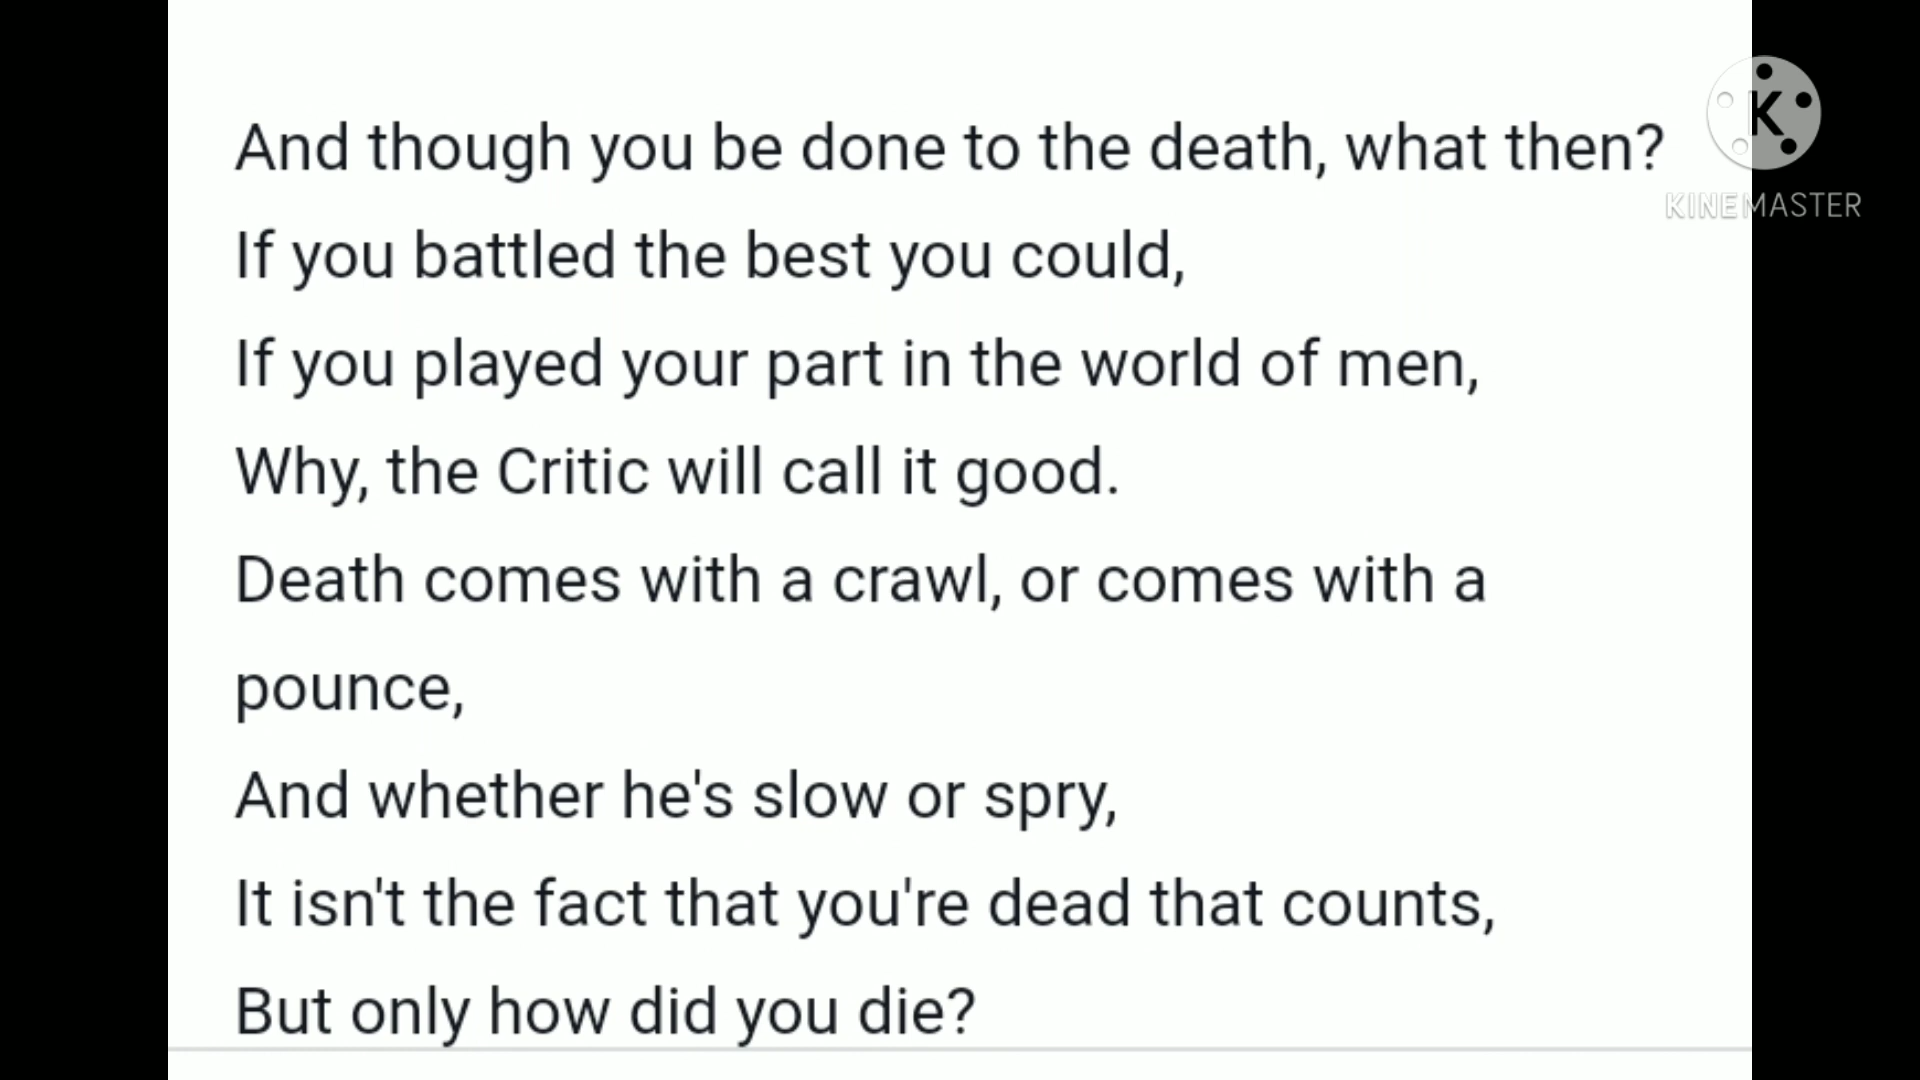 And though you be done to the death, what then?
If you battled the best you could,
If you played your part in the world of men,
Why, the Critic will call it good.
Death comes with a crawl, or comes with a
pounce,
And whether he's slow or spry,
It isn't the fact that you're dead that counts,
But only how did you die?
K
KINEMASTER